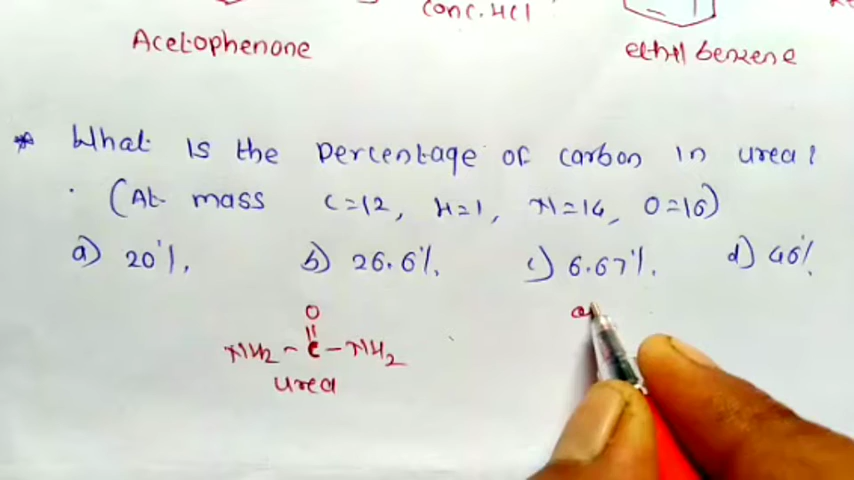 conc. HCl
Acetophenone
ethyl benzene
* What is the percentage of carbon in urea?
(At mass C=12, H=1, N=14, O=16)
a) 20%. b) 26.6%. c) 6.67%. d) 46%.
O
NH2 - C - NH2
urea